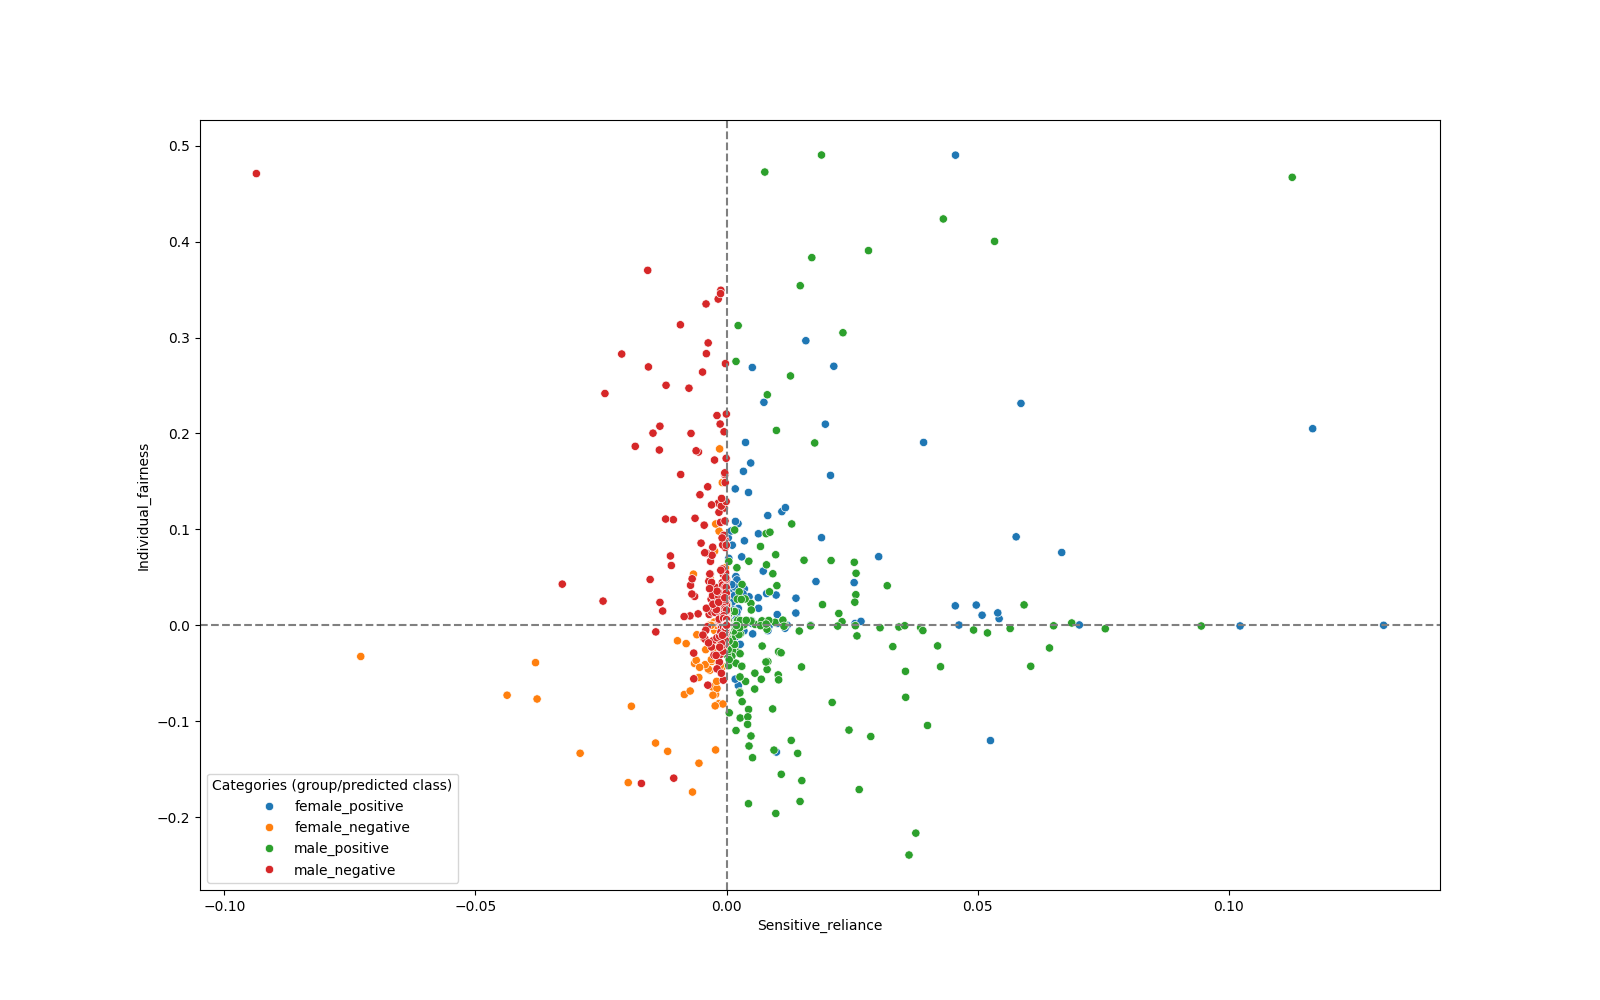 0.5
0.4
0.3
0.2
0.1
0.0
−0.1
−0.2
Individual_fairness
Categories (group/predicted class)
female_positive
female_negative
male_positive
male_negative
−0.10
−0.05
0.00
0.05
0.10
Sensitive_reliance